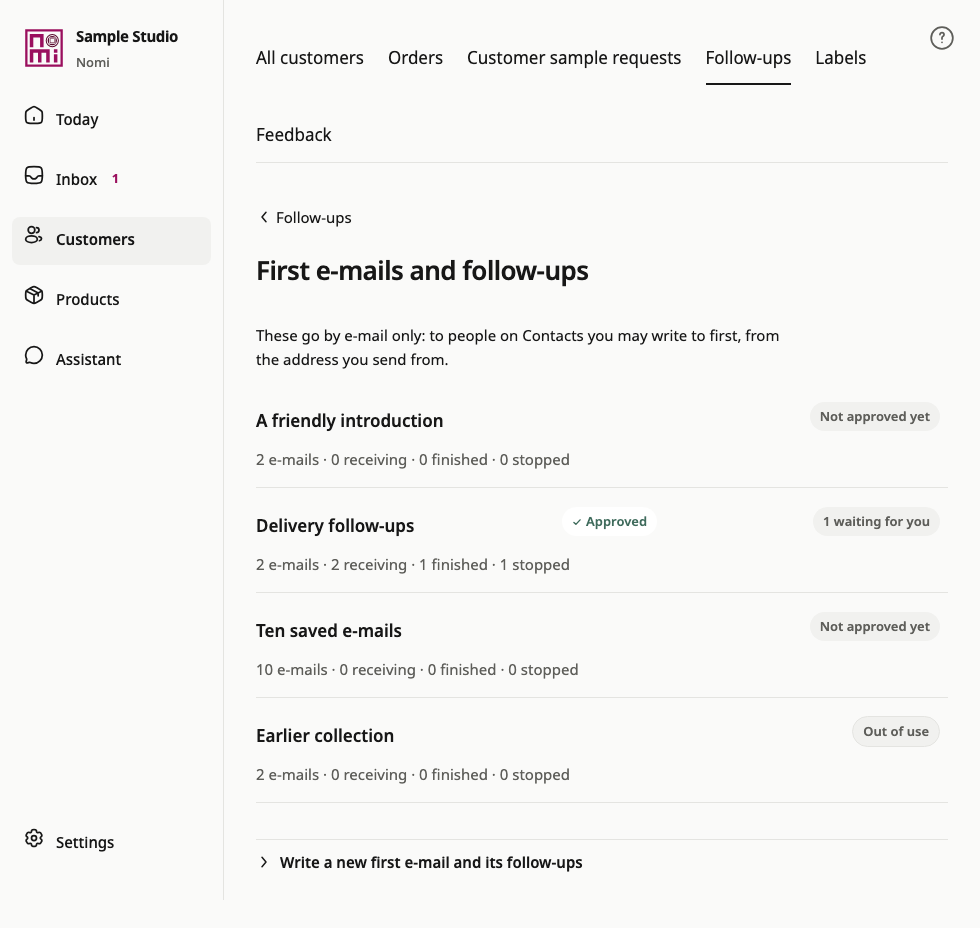 nomi
Sample Studio
Nomi
Today
Inbox 1
Customers
Products
Assistant
Settings
?
All customers Orders Customer sample requests Follow-ups Labels
Feedback
Follow-ups
First e-mails and follow-ups
These go by e-mail only: to people on Contacts you may write to first, from
the address you send from.
A friendly introduction Not approved yet
2 e-mails · 0 receiving · 0 finished · 0 stopped
Delivery follow-ups Approved 1 waiting for you
2 e-mails · 2 receiving · 1 finished · 1 stopped
Ten saved e-mails Not approved yet
10 e-mails · 0 receiving · 0 finished · 0 stopped
Earlier collection Out of use
2 e-mails · 0 receiving · 0 finished · 0 stopped
Write a new first e-mail and its follow-ups